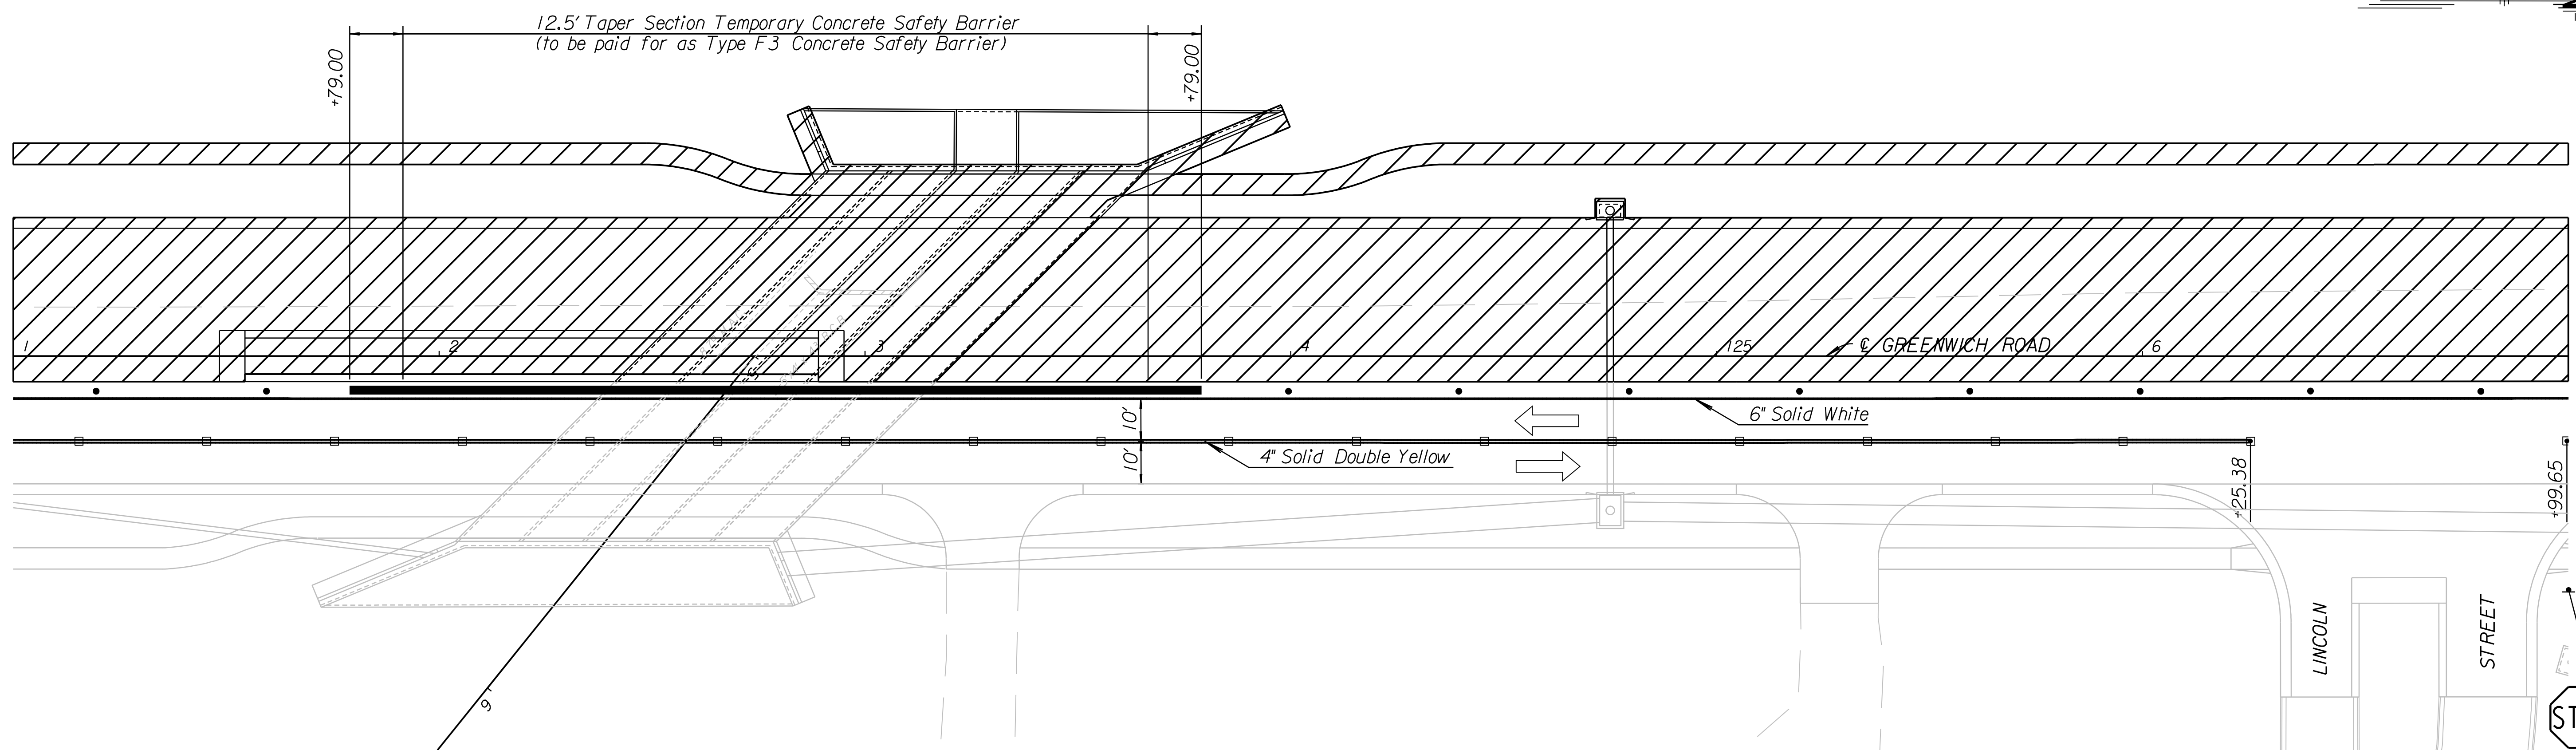 12.5' Taper Section Temporary Concrete Safety Barrier
(to be paid for as Type F3 Concrete Safety Barrier)
+79.00
+79.00
1
2
3
4
125
6
℄ GREENWICH ROAD
10'
10'
6" Solid White
4" Solid Double Yellow
+25.38
+99.65
LINCOLN
STREET
9
ST